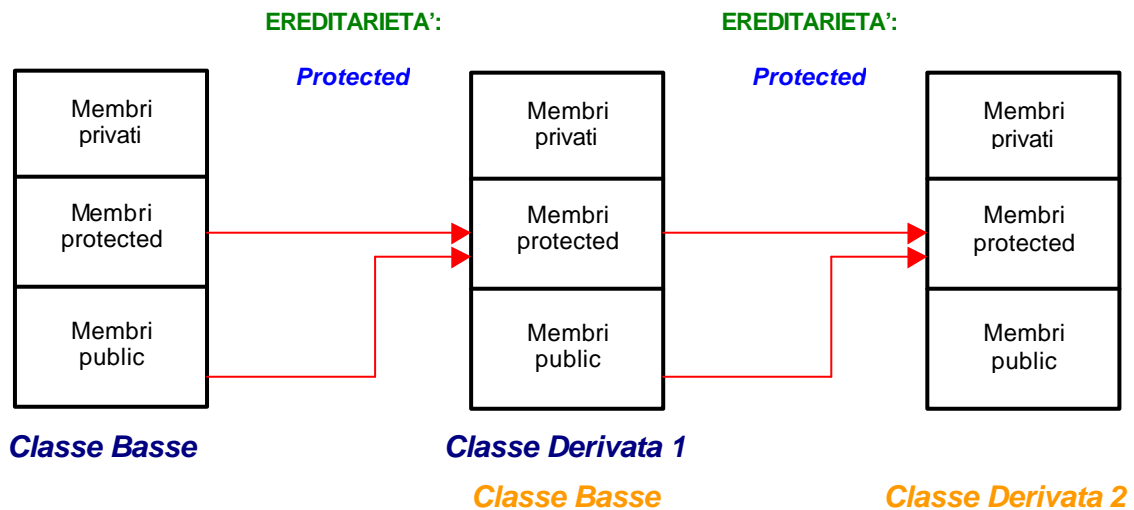 EREDITARIETA’:
EREDITARIETA’:
Protected
Protected
Membri
privati
Membri
privati
Membri
privati
Membri
protected
Membri
protected
Membri
protected
Membri
public
Membri
public
Membri
public
Classe Basse
Classe Derivata 1
Classe Basse
Classe Derivata 2